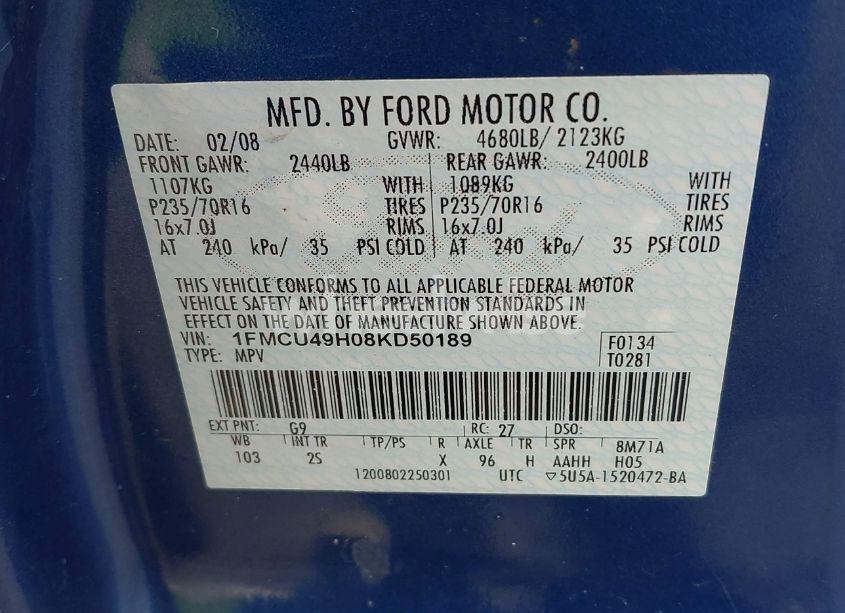 MFD. BY FORD MOTOR CO.
DATE: 02/08 GVWR: 4680LB/ 2123KG
FRONT GAWR: 2440LB REAR GAWR: 2400LB
1107KG WITH 1089KG WITH
P235/70R16 TIRES P235/70R16 TIRES
16x7.0J RIMS 16x7.0J RIMS
AT 240 kPa/ 35 PSI COLD AT 240 kPa/ 35 PSI COLD
THIS VEHICLE CONFORMS TO ALL APPLICABLE FEDERAL MOTOR
VEHICLE SAFETY AND THEFT PREVENTION STANDARDS IN
EFFECT ON THE DATE OF MANUFACTURE SHOWN ABOVE.
VIN: 1FMCU49H08KD50189 F0134
TYPE: MPV T0281
EXT PNT: G9 RC: 27 DSO:
WB INT TR TP/PS R AXLE TR SPR 8M71A
103 2S X 96 H AAHH H05
1200802250301 UTC ▽5U5A-1520472-BA